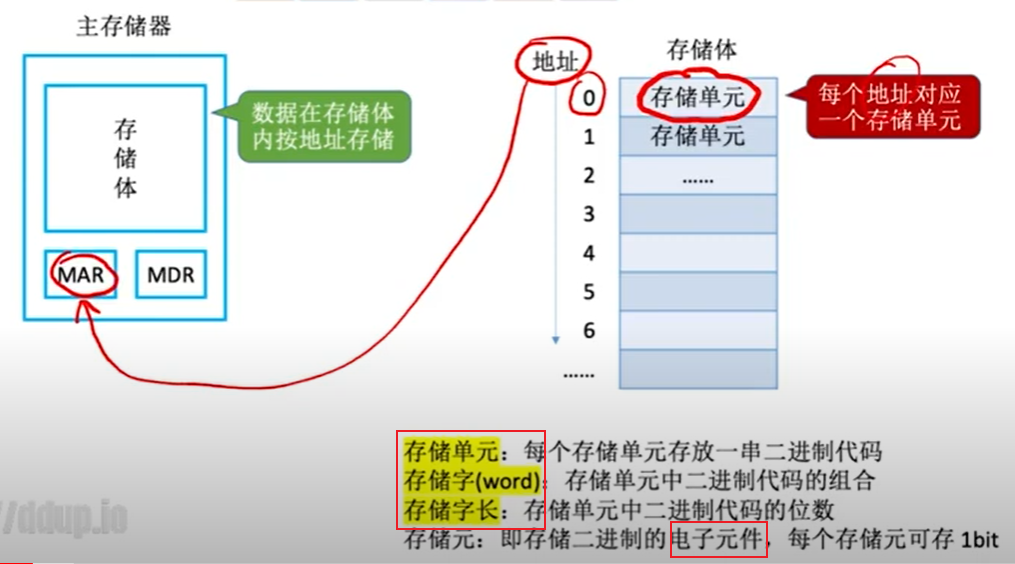 主存储器
存储体
数据在存储体
内按地址存储
MAR
MDR
地址
存储体
0
存储单元
1
存储单元
2
......
3
4
5
6
......
每个地址对应
一个存储单元
存储单元：每个存储单元存放一串二进制代码
存储字(word)：存储单元中二进制代码的组合
存储字长：存储单元中二进制代码的位数
存储元：即存储二进制的电子元件，每个存储元可存 1bit
//ddup.io